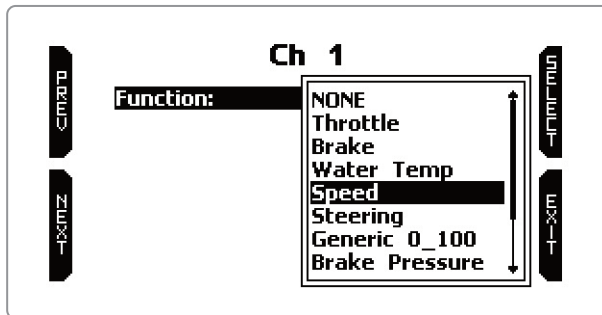 Ch 1
PREV
SELECT
Function:
NONE
Throttle
Brake
Water Temp
Speed
Steering
Generic 0_100
Brake Pressure
NEXT
EXIT